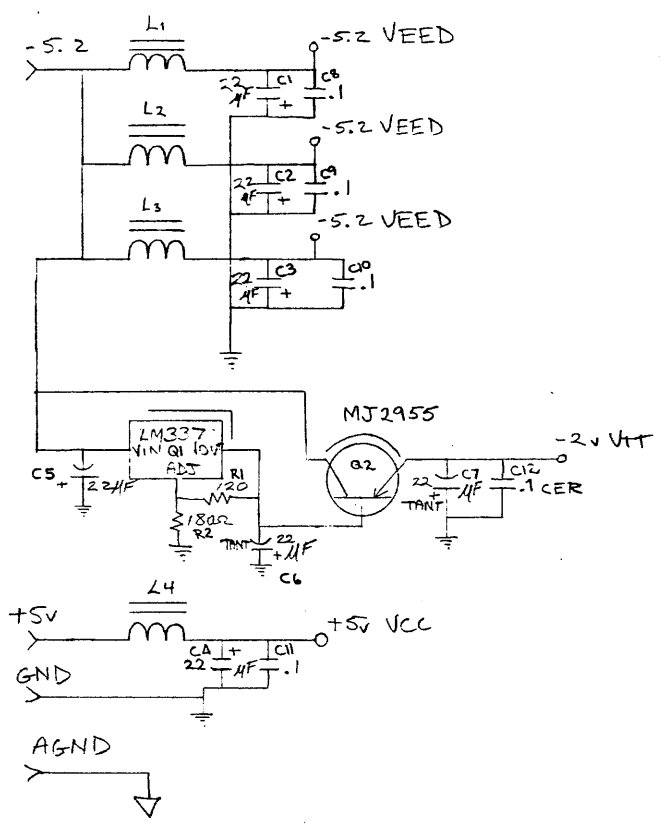 L1
-5.2
-5.2 VEED
22 µF
C1
+
C8
.1
L2
-5.2 VEED
22 µF
C2
+
C9
.1
L3
-5.2 VEED
22 µF
C3
+
C10
.1
MJ2955
LM337
VIN Q1 IOUT
ADJ
C5
+
22µF
R1
120
180Ω
R2
TANT
22
+
µF
C6
Q2
-2v VTT
22
+
C7
µF
TANT
C12
.1 CER
L4
+5v
+5v VCC
C4
+
22
µF
C11
.1
GND
AGND